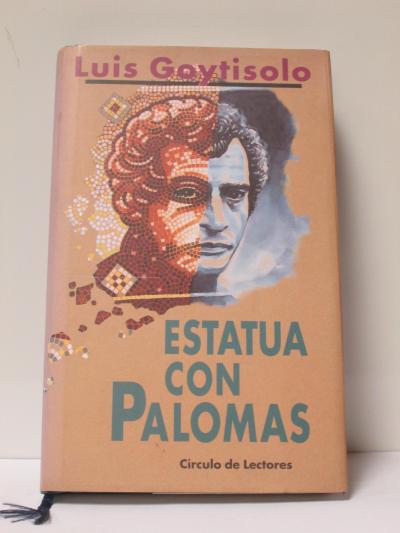 Luis Goytisolo
ESTATUA
CON
PALOMAS
Círculo de Lectores